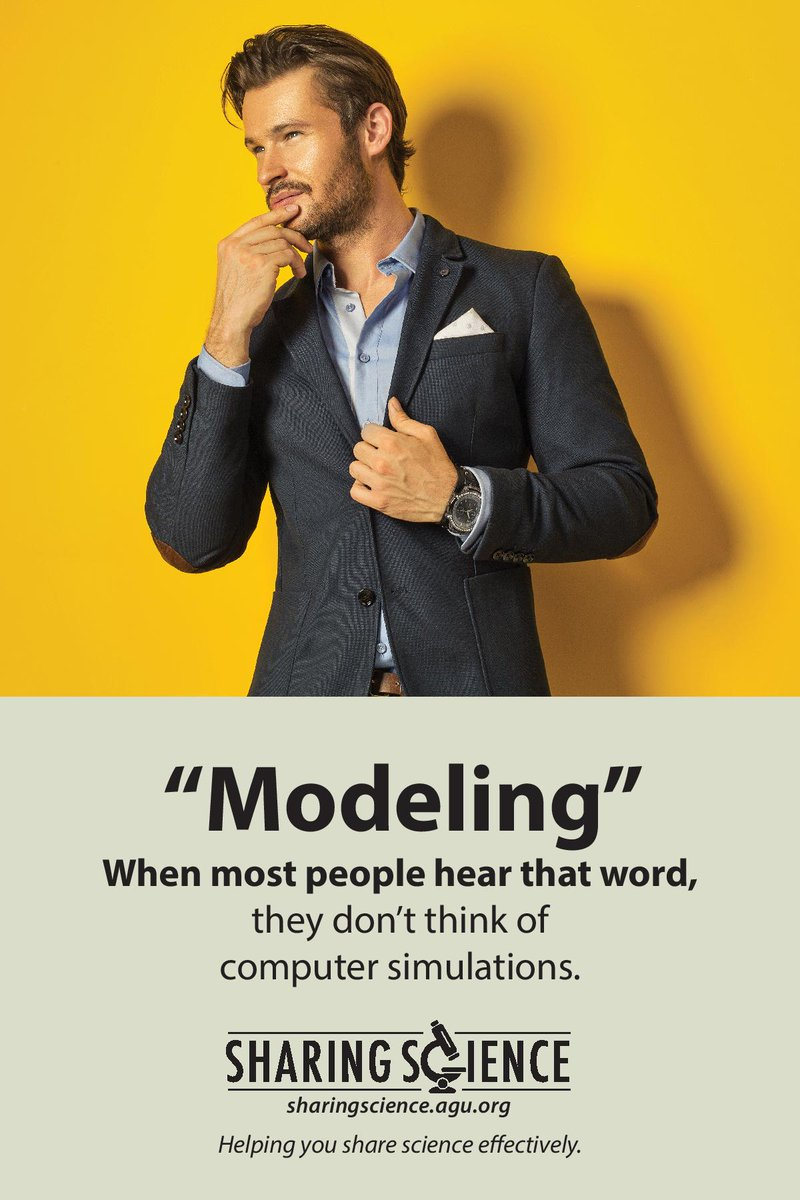 “Modeling”
When most people hear that word,
they don’t think of
computer simulations.
SHARING SCIENCE
sharingscience.agu.org
Helping you share science effectively.